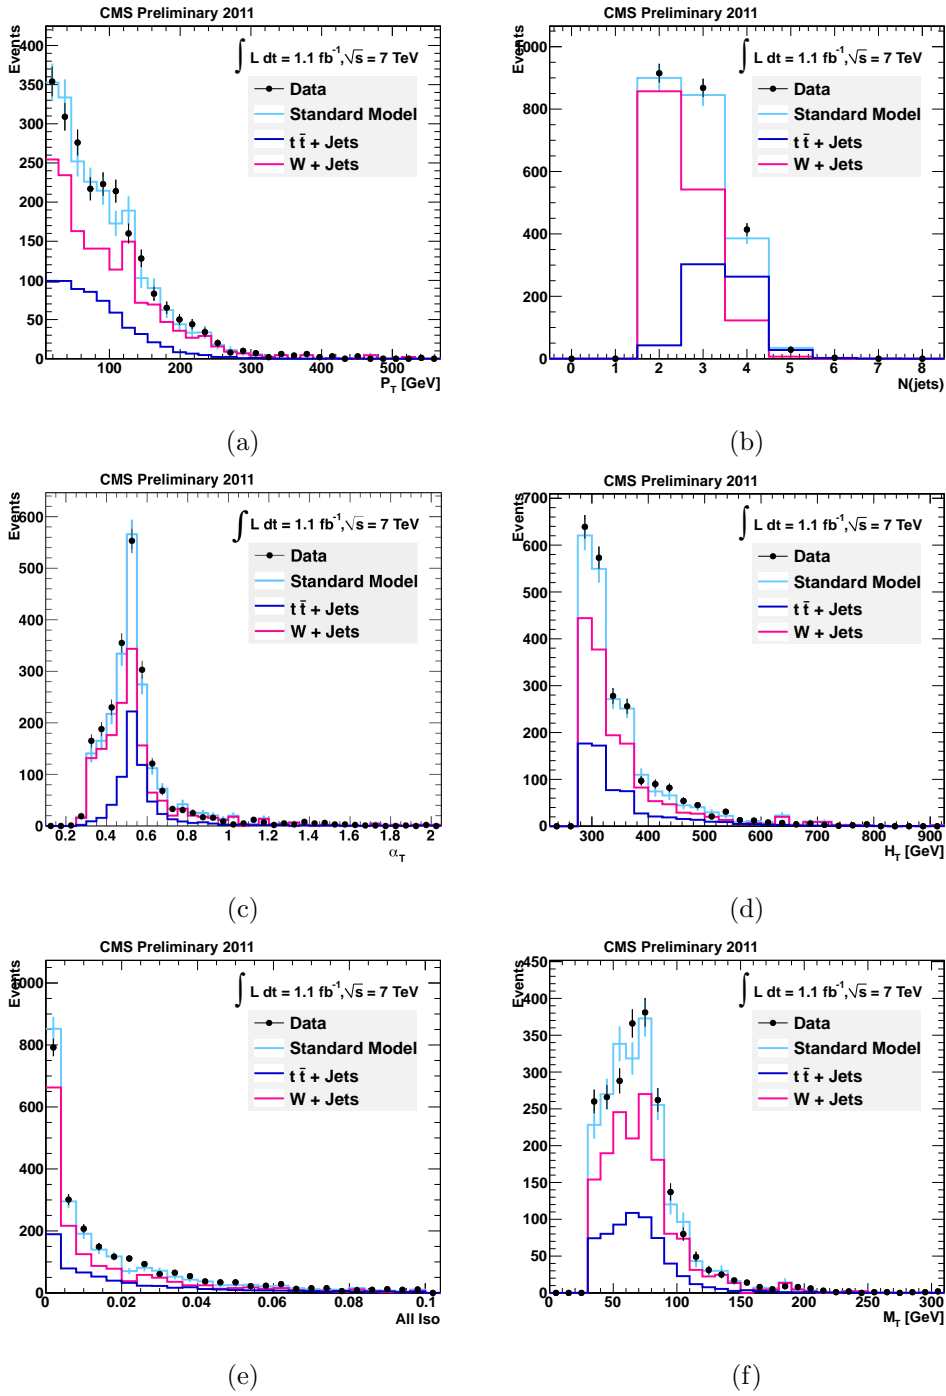 CMS Preliminary 2011
Events
∫ L dt = 1.1 fb⁻¹,√s = 7 TeV
Data
Standard Model
t t̄ + Jets
W + Jets
400
350
300
250
200
150
100
50
0
100 200 300 400 500
P_T [GeV]
(a)
CMS Preliminary 2011
Events
∫ L dt = 1.1 fb⁻¹,√s = 7 TeV
Data
Standard Model
t t̄ + Jets
W + Jets
1000
800
600
400
200
0
0 1 2 3 4 5 6 7 8
N(jets)
(b)
CMS Preliminary 2011
Events
∫ L dt = 1.1 fb⁻¹,√s = 7 TeV
Data
Standard Model
t t̄ + Jets
W + Jets
600
500
400
300
200
100
0
0.2 0.4 0.6 0.8 1 1.2 1.4 1.6 1.8 2
α_T
(c)
CMS Preliminary 2011
Events
∫ L dt = 1.1 fb⁻¹,√s = 7 TeV
Data
Standard Model
t t̄ + Jets
W + Jets
700
600
500
400
300
200
100
0
300 400 500 600 700 800 900
H_T [GeV]
(d)
CMS Preliminary 2011
Events
∫ L dt = 1.1 fb⁻¹,√s = 7 TeV
Data
Standard Model
t t̄ + Jets
W + Jets
1000
800
600
400
200
0
0 0.02 0.04 0.06 0.08 0.1
All Iso
(e)
CMS Preliminary 2011
Events
∫ L dt = 1.1 fb⁻¹,√s = 7 TeV
Data
Standard Model
t t̄ + Jets
W + Jets
450
400
350
300
250
200
150
100
50
0
0 50 100 150 200 250 300
M_T [GeV]
(f)